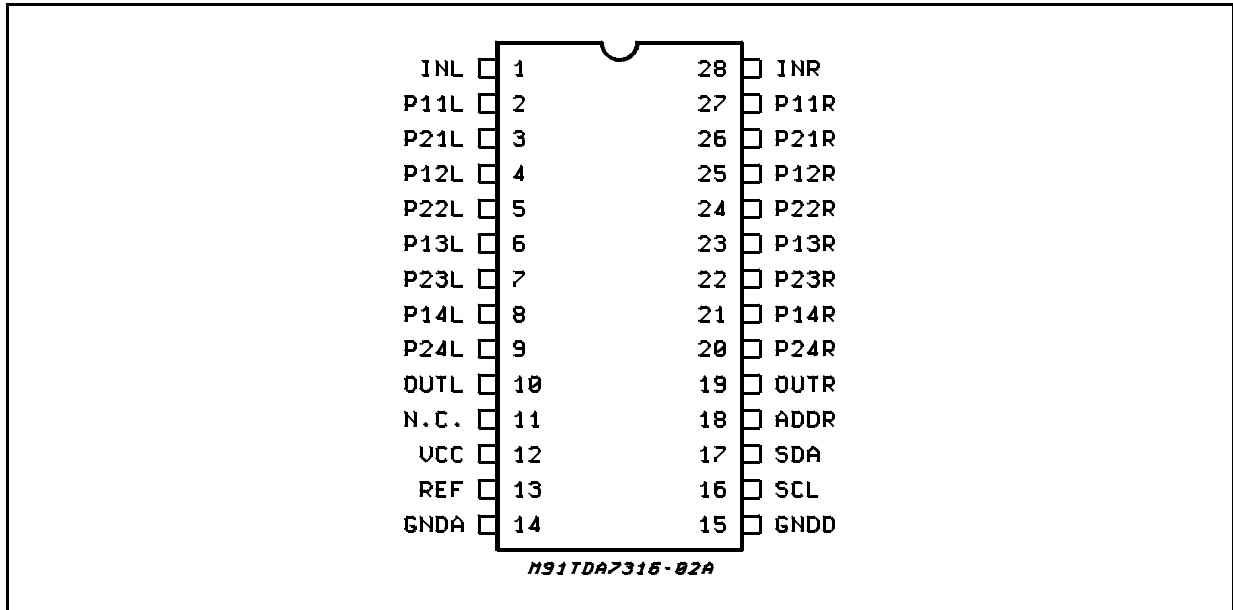 INL 1 28 INR
P11L 2 27 P11R
P21L 3 26 P21R
P12L 4 25 P12R
P22L 5 24 P22R
P13L 6 23 P13R
P23L 7 22 P23R
P14L 8 21 P14R
P24L 9 20 P24R
OUTL 10 19 OUTR
N.C. 11 18 ADDR
VCC 12 17 SDA
REF 13 16 SCL
GNDA 14 15 GNDD
M91TDA7316-02A